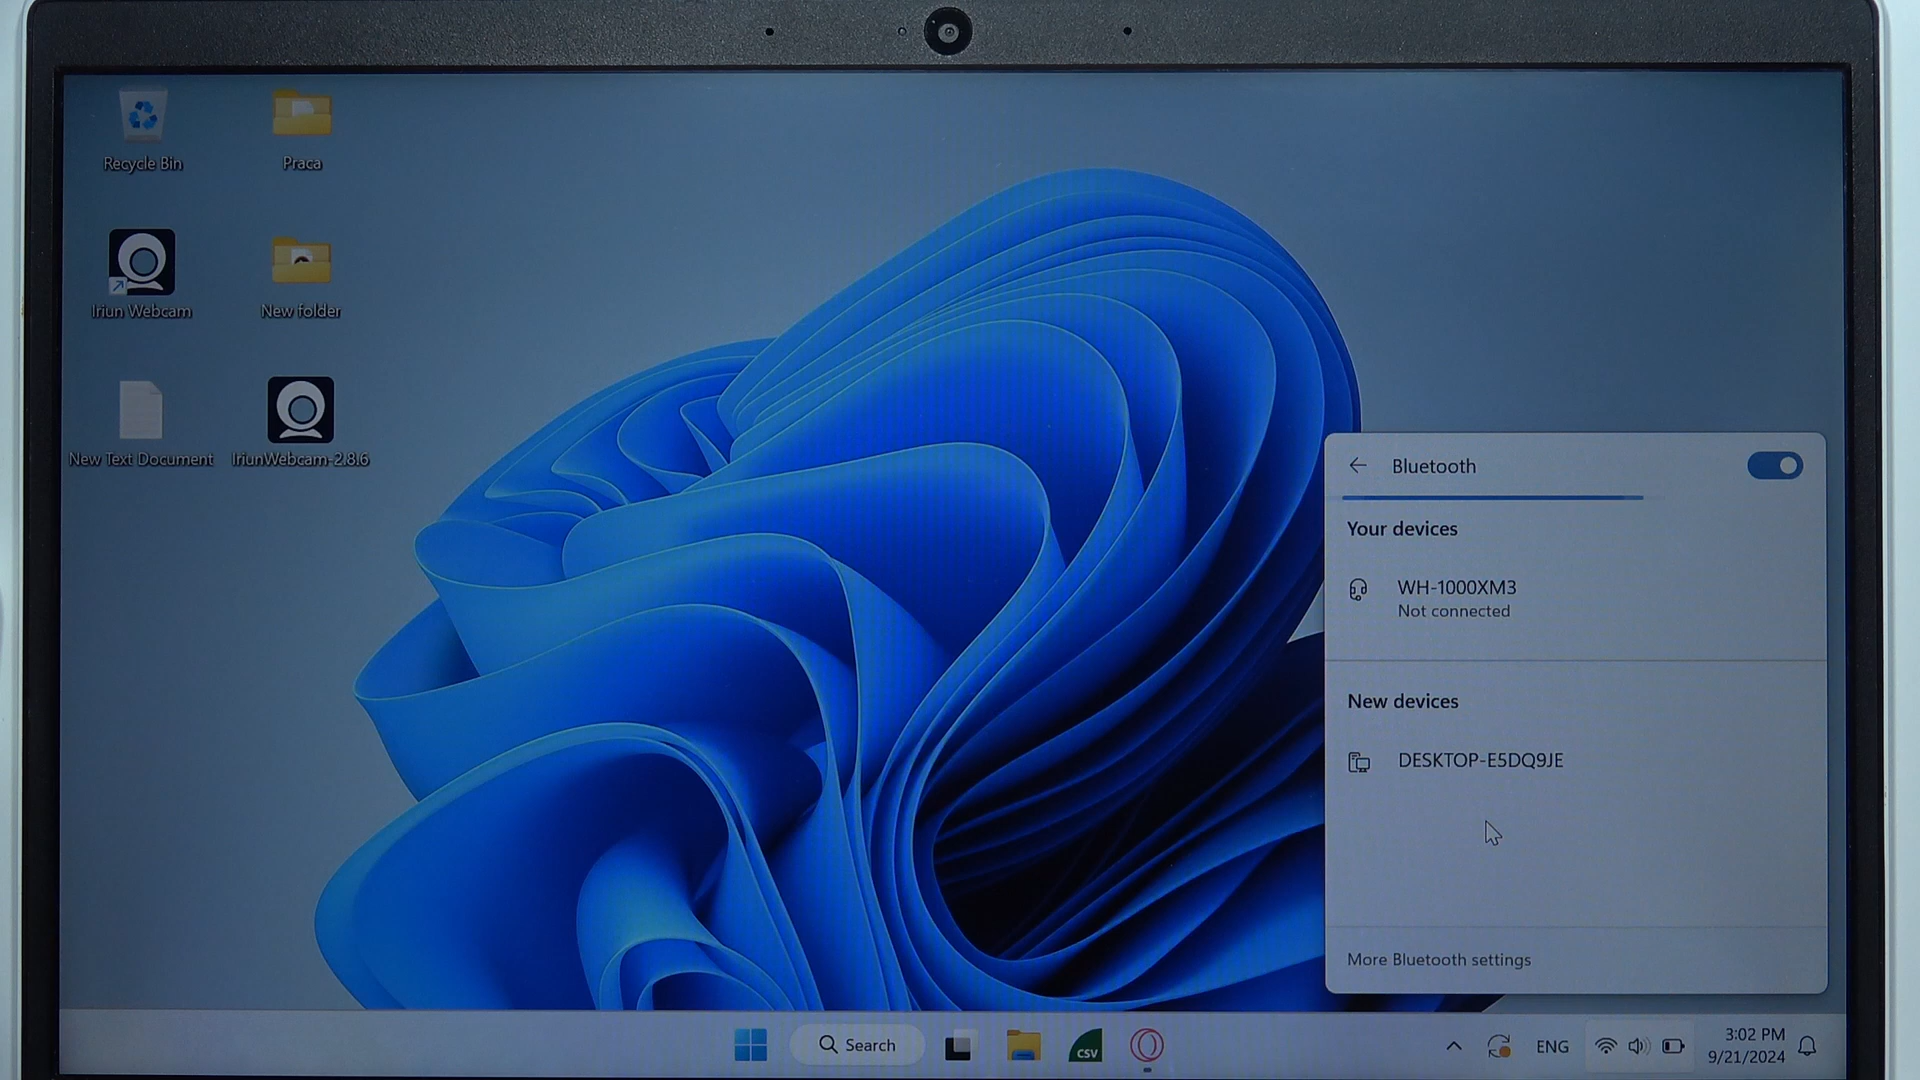 Recycle Bin
Praca
Iriun Webcam
New folder
New Text Document
IriunWebcam-2.8.6
Bluetooth
Your devices
WH-1000XM3
Not connected
New devices
DESKTOP-E5DQ9JE
More Bluetooth settings
Search
CSV
ENG
3:02 PM
9/21/2024